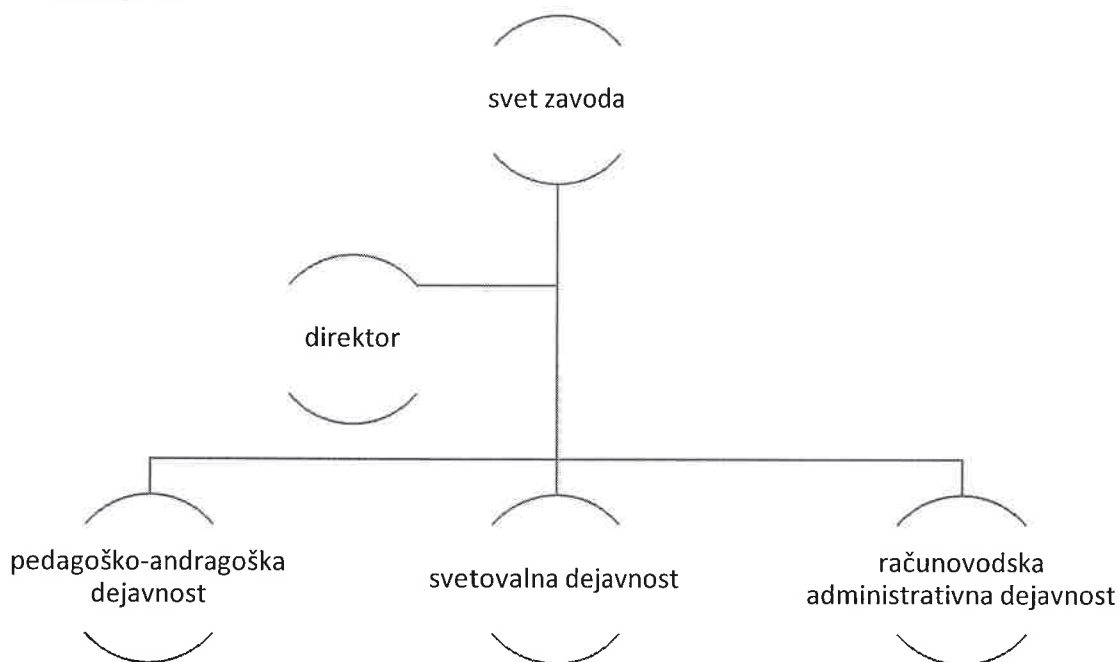 svet zavoda
direktor
pedagoško-andragoška
dejavnost
svetovalna dejavnost
računovodska
administrativna dejavnost